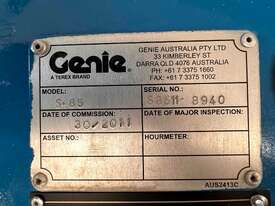 Genie
A TEREX BRAND
GENIE AUSTRALIA PTY LTD
33 KIMBERLEY ST
DARRA QLD 4076 AUSTRALIA
PH: +61 7 3375 1660
FAX: +61 7 3375 1002
MODEL:
S-85
SERIAL NO:
8940
DATE OF COMMISSION:
30/2011
DATE OF MAJOR INSPECTION:
ASSET NO:
HOURMETER:
AUS2413C